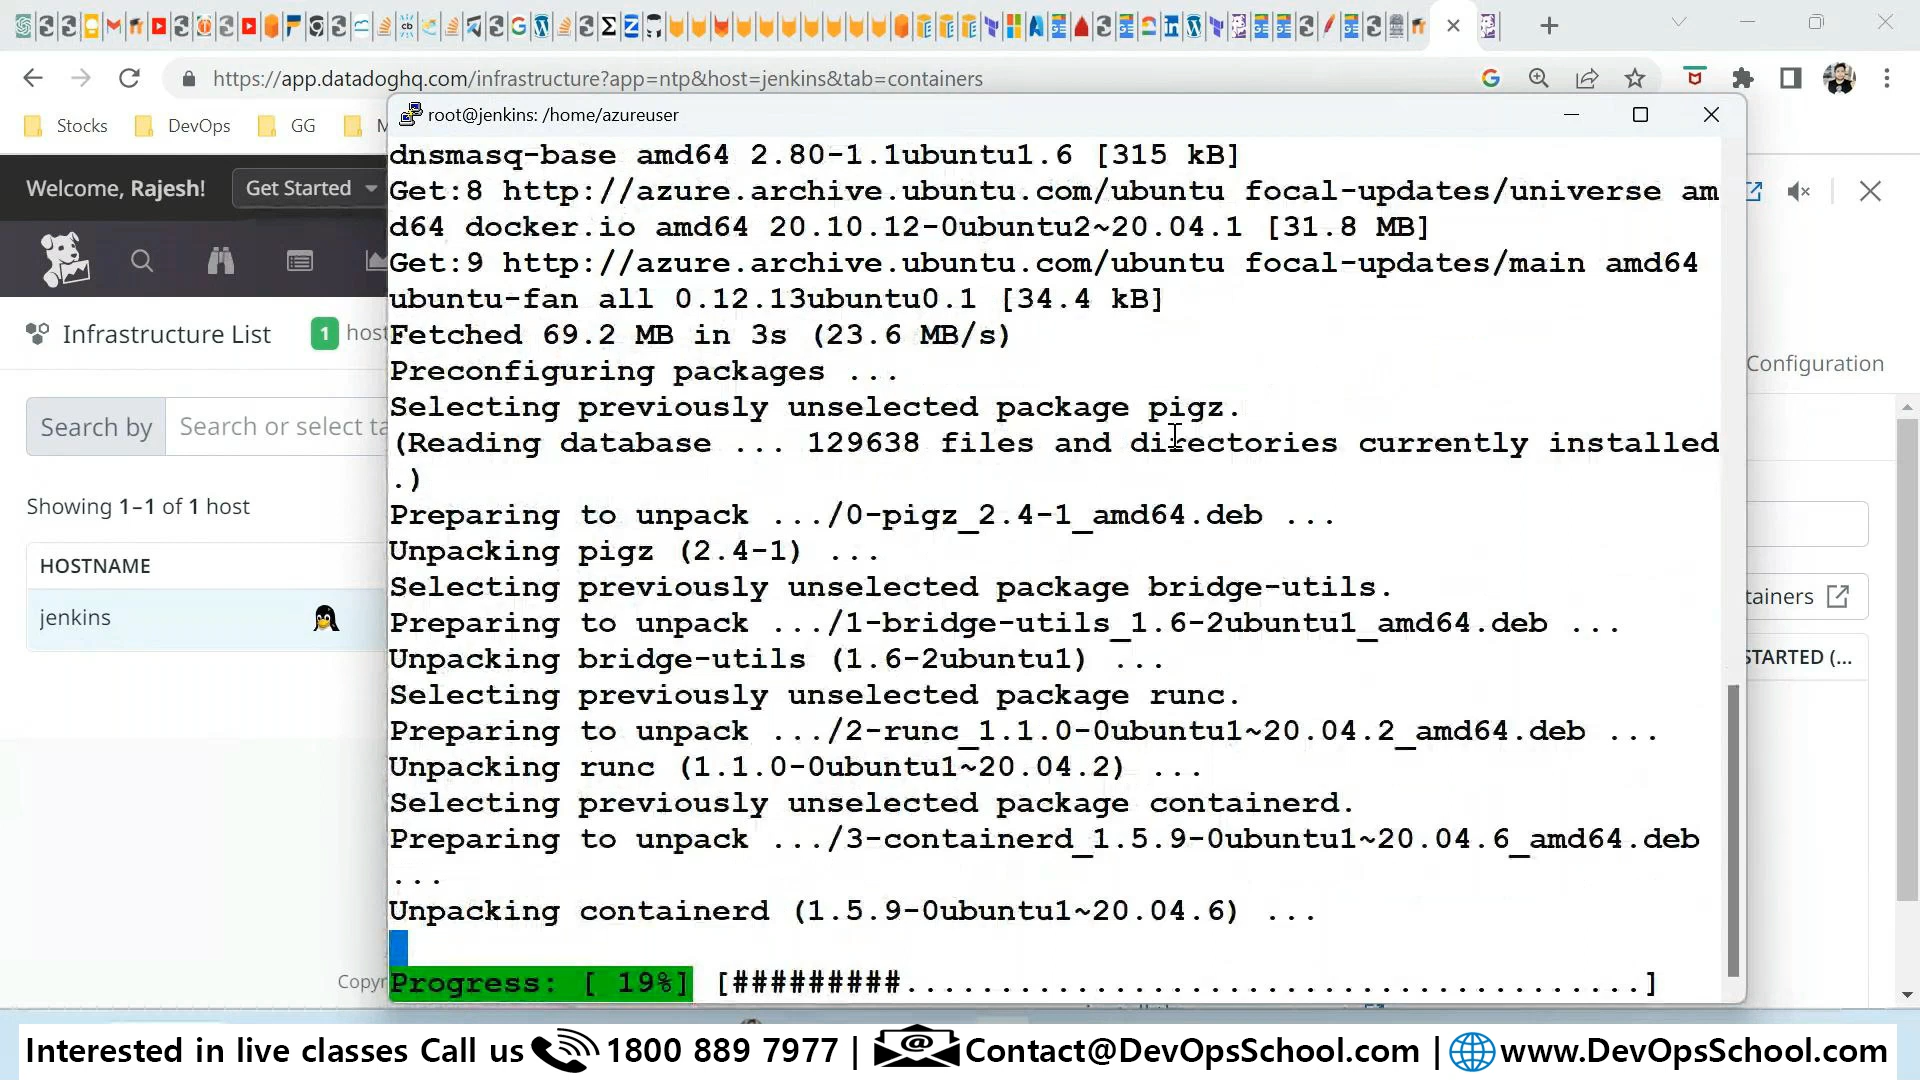 https://app.datadoghq.com/infrastructure?app=ntp&host=jenkins&tab=containers
Stocks
DevOps
GG
root@jenkins: /home/azureuser
Welcome, Rajesh!
Get Started
Infrastructure List
1
Configuration
Search by
Search or select
Showing 1–1 of 1 host
HOSTNAME
jenkins
dnsmasq-base amd64 2.80-1.1ubuntu1.6 [315 kB]
Get:8 http://azure.archive.ubuntu.com/ubuntu focal-updates/universe am
d64 docker.io amd64 20.10.12-0ubuntu2~20.04.1 [31.8 MB]
Get:9 http://azure.archive.ubuntu.com/ubuntu focal-updates/main amd64
ubuntu-fan all 0.12.13ubuntu0.1 [34.4 kB]
Fetched 69.2 MB in 3s (23.6 MB/s)
Preconfiguring packages ...
Selecting previously unselected package pigz.
(Reading database ... 129638 files and directories currently installed
.)
Preparing to unpack .../0-pigz_2.4-1_amd64.deb ...
Unpacking pigz (2.4-1) ...
Selecting previously unselected package bridge-utils.
Preparing to unpack .../1-bridge-utils_1.6-2ubuntu1_amd64.deb ...
Unpacking bridge-utils (1.6-2ubuntu1) ...
Selecting previously unselected package runc.
Preparing to unpack .../2-runc_1.1.0-0ubuntu1~20.04.2_amd64.deb ...
Unpacking runc (1.1.0-0ubuntu1~20.04.2) ...
Selecting previously unselected package containerd.
Preparing to unpack .../3-containerd_1.5.9-0ubuntu1~20.04.6_amd64.deb
...
Unpacking containerd (1.5.9-0ubuntu1~20.04.6) ...
Progress: [ 19%] [#########.......................................]
tainers
STARTED (...
Interested in live classes Call us 1800 889 7977 | Contact@DevOpsSchool.com | www.DevOpsSchool.com